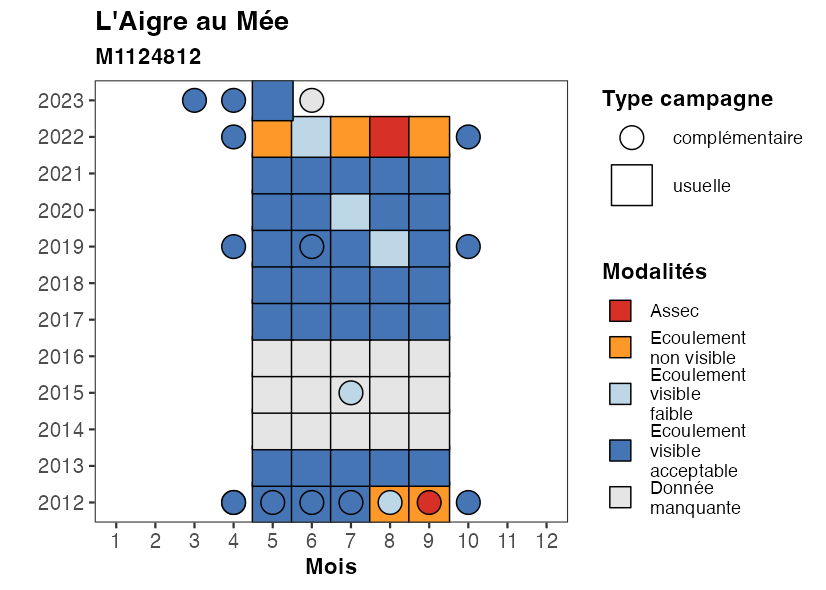 L'Aigre au Mée
M1124812
2023
2022
2021
2020
2019
2018
2017
2016
2015
2014
2013
2012
1 2 3 4 5 6 7 8 9 10 11 12
Mois
Type campagne
complémentaire
usuelle
Modalités
Assec
Ecoulement
non visible
Ecoulement
visible
faible
Ecoulement
visible
acceptable
Donnée
manquante